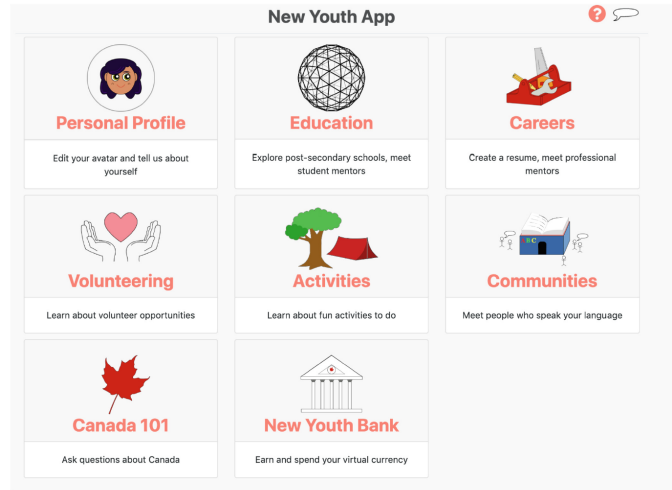 New Youth App
?
Personal Profile
Edit your avatar and tell us about
yourself
Education
Explore post-secondary schools, meet
student mentors
Careers
Create a resume, meet professional
mentors
Volunteering
Learn about volunteer opportunities
Activities
Learn about fun activities to do
BC
Communities
Meet people who speak your language
Canada 101
Ask questions about Canada
New Youth Bank
Earn and spend your virtual currency